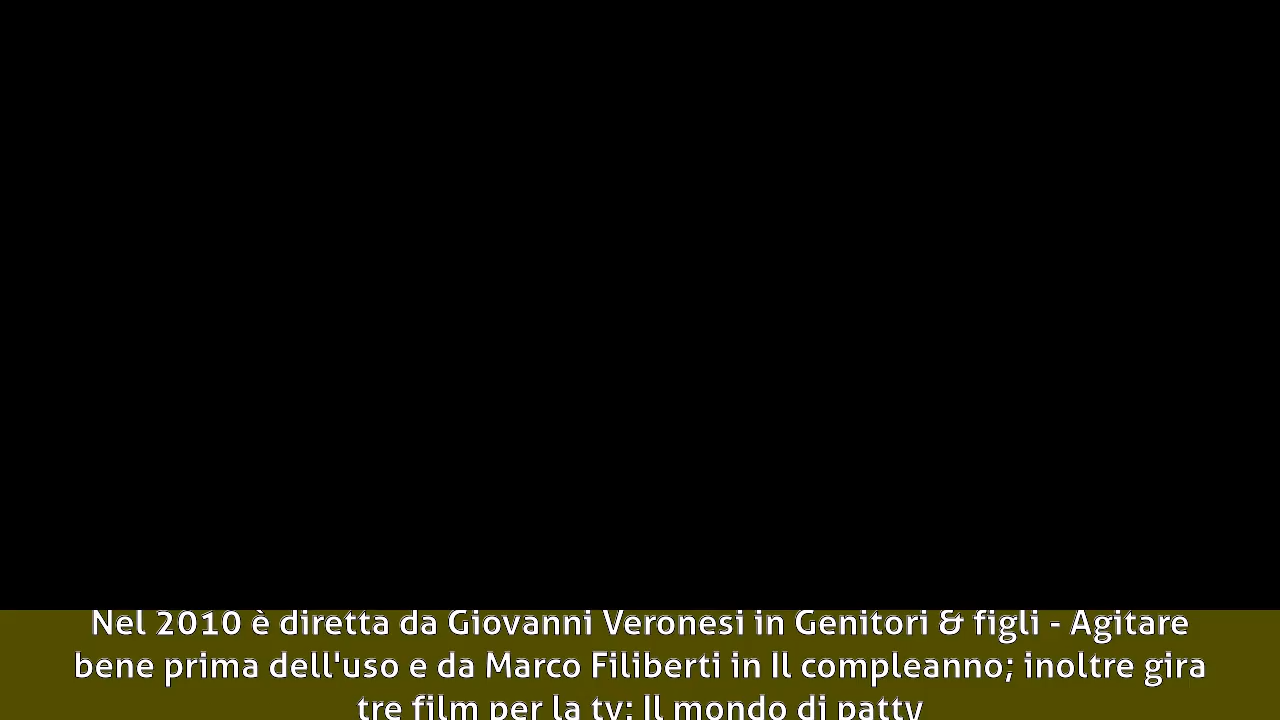 Nel 2010 è diretta da Giovanni Veronesi in Genitori & figli - Agitare
bene prima dell'uso e da Marco Filiberti in Il compleanno; inoltre gira
tre film per la tv: Il mondo di patty